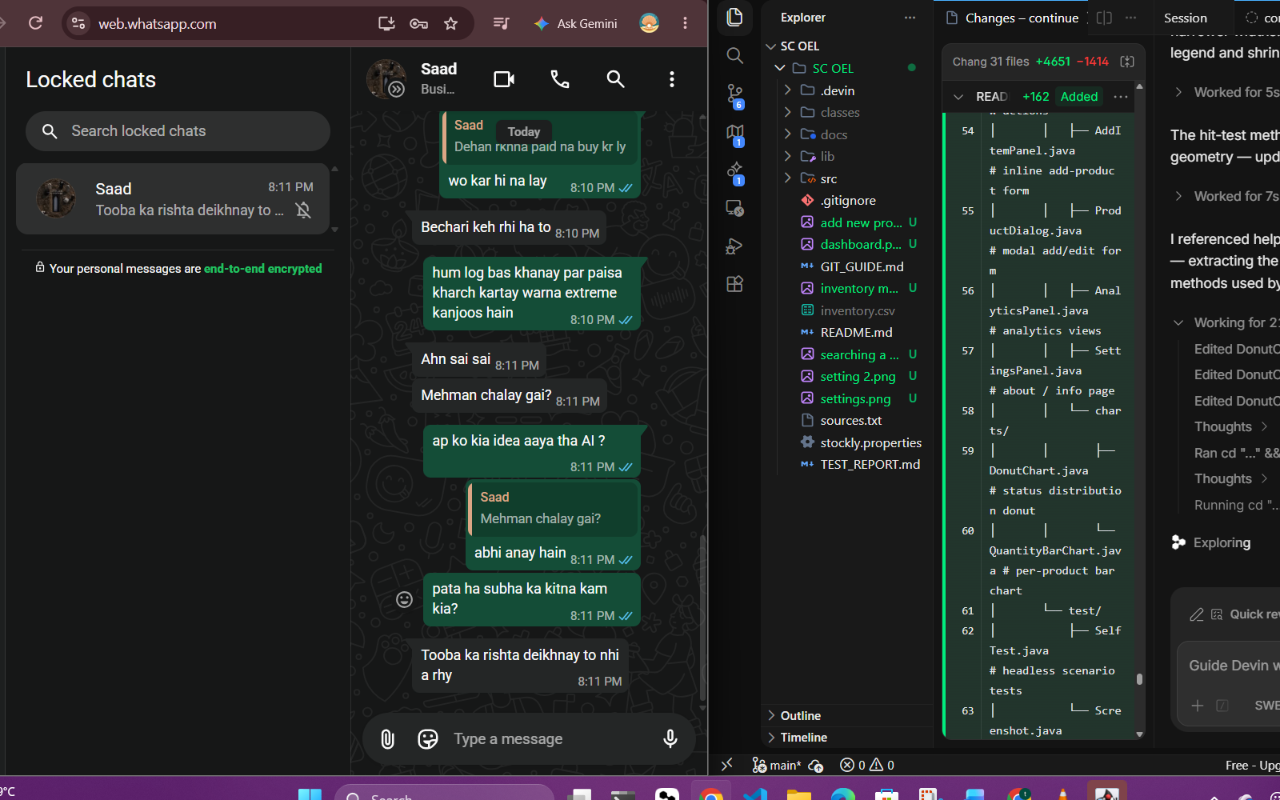 web.whatsapp.com
Ask Gemini
Locked chats
Search locked chats
Saad
8:11 PM
Tooba ka rishta deikhnay to ...
Your personal messages are end-to-end encrypted
Saad
Busi...
Saad
Today
Dehan rkhna paid na buy kr ly
wo kar hi na lay
8:10 PM
Bechari keh rhi ha to
8:10 PM
hum log bas khanay par paisa
kharch kartay warna extreme
kanjoos hain
8:10 PM
Ahn sai sai
8:11 PM
Mehman chalay gai?
8:11 PM
ap ko kia idea aaya tha AI ?
8:11 PM
Saad
Mehman chalay gai?
abhi anay hain
8:11 PM
pata ha subha ka kitna kam
kia?
8:11 PM
Tooba ka rishta deikhnay to nhi
a rhy
8:11 PM
Type a message
Explorer
SC OEL
SC OEL
.devin
classes
docs
lib
src
.gitignore
add new pro... U
dashboard.p... U
GIT_GUIDE.md
inventory m... U
inventory.csv
README.md
searching a ... U
setting 2.png U
settings.png U
sources.txt
stockly.properties
TEST_REPORT.md
Outline
Timeline
6
1
1
Changes – continue
Session
Chang 31 files +4651 −1414
READ +162 Added
# actions
54 │ │ ├── AddI
temPanel.java
# inline add-produc
t form
55 │ │ ├── Prod
uctDialog.java
# modal add/edit for
m
56 │ │ ├── Anal
yticsPanel.java
# analytics views
57 │ │ ├── Sett
ingsPanel.java
# about / info page
58 │ │ └── char
ts/
59 │ │ ├──
DonutChart.java
# status distributio
n donut
60 │ │ └──
QuantityBarChart.jav
a # per-product bar
chart
61 │ └── test/
62 │ ├── Self
Test.java
# headless scenario
tests
63 │ └── Scre
enshot.java
legend and shrin
Worked for 5s
The hit-test meth
geometry — upd
Worked for 7s
I referenced help
— extracting the
methods used by
Working for 2
Edited DonutC
Edited DonutC
Edited DonutC
Thoughts
Ran cd "..." &&
Thoughts
Running cd "...
Exploring
Quick rev
Guide Devin w
SWE
main*
0 0
Free - Upg
9°C
Search